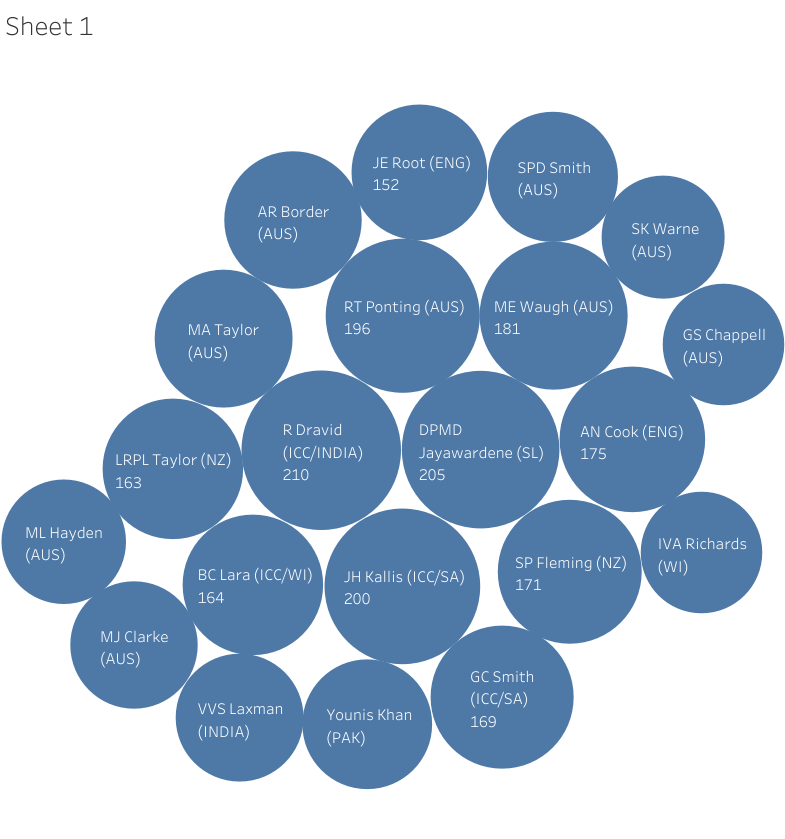 Sheet 1
JE Root (ENG)
152
SPD Smith
(AUS)
AR Border
(AUS)
SK Warne
(AUS)
RT Ponting (AUS)
196
ME Waugh (AUS)
181
MA Taylor
(AUS)
GS Chappell
(AUS)
R Dravid
(ICC/INDIA)
210
DPMD
Jayawardene (SL)
205
AN Cook (ENG)
175
LRPL Taylor (NZ)
163
ML Hayden
(AUS)
IVA Richards
(WI)
BC Lara (ICC/WI)
164
JH Kallis (ICC/SA)
200
SP Fleming (NZ)
171
MJ Clarke
(AUS)
GC Smith
(ICC/SA)
169
VVS Laxman
(INDIA)
Younis Khan
(PAK)